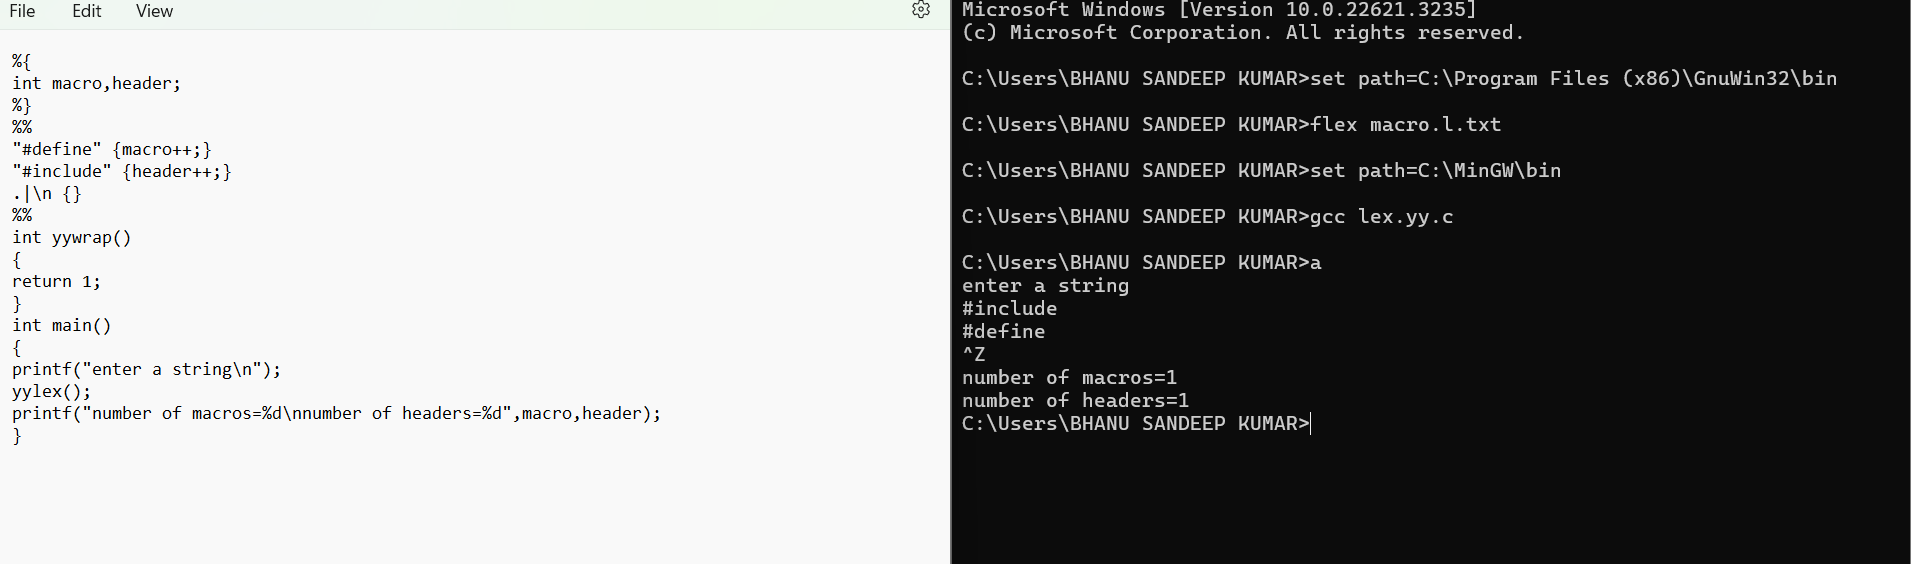 File Edit View
%{
int macro,header;
%}
%%
"#define" {macro++;}
"#include" {header++;}
.|\n {}
%%
int yywrap()
{
return 1;
}
int main()
{
printf("enter a string\n");
yylex();
printf("number of macros=%d\nnumber of headers=%d",macro,header);
}
Microsoft Windows [Version 10.0.22621.3235]
(c) Microsoft Corporation. All rights reserved.
C:\Users\BHANU SANDEEP KUMAR>set path=C:\Program Files (x86)\GnuWin32\bin
C:\Users\BHANU SANDEEP KUMAR>flex macro.l.txt
C:\Users\BHANU SANDEEP KUMAR>set path=C:\MinGW\bin
C:\Users\BHANU SANDEEP KUMAR>gcc lex.yy.c
C:\Users\BHANU SANDEEP KUMAR>a
enter a string
#include
#define
^Z
number of macros=1
number of headers=1
C:\Users\BHANU SANDEEP KUMAR>